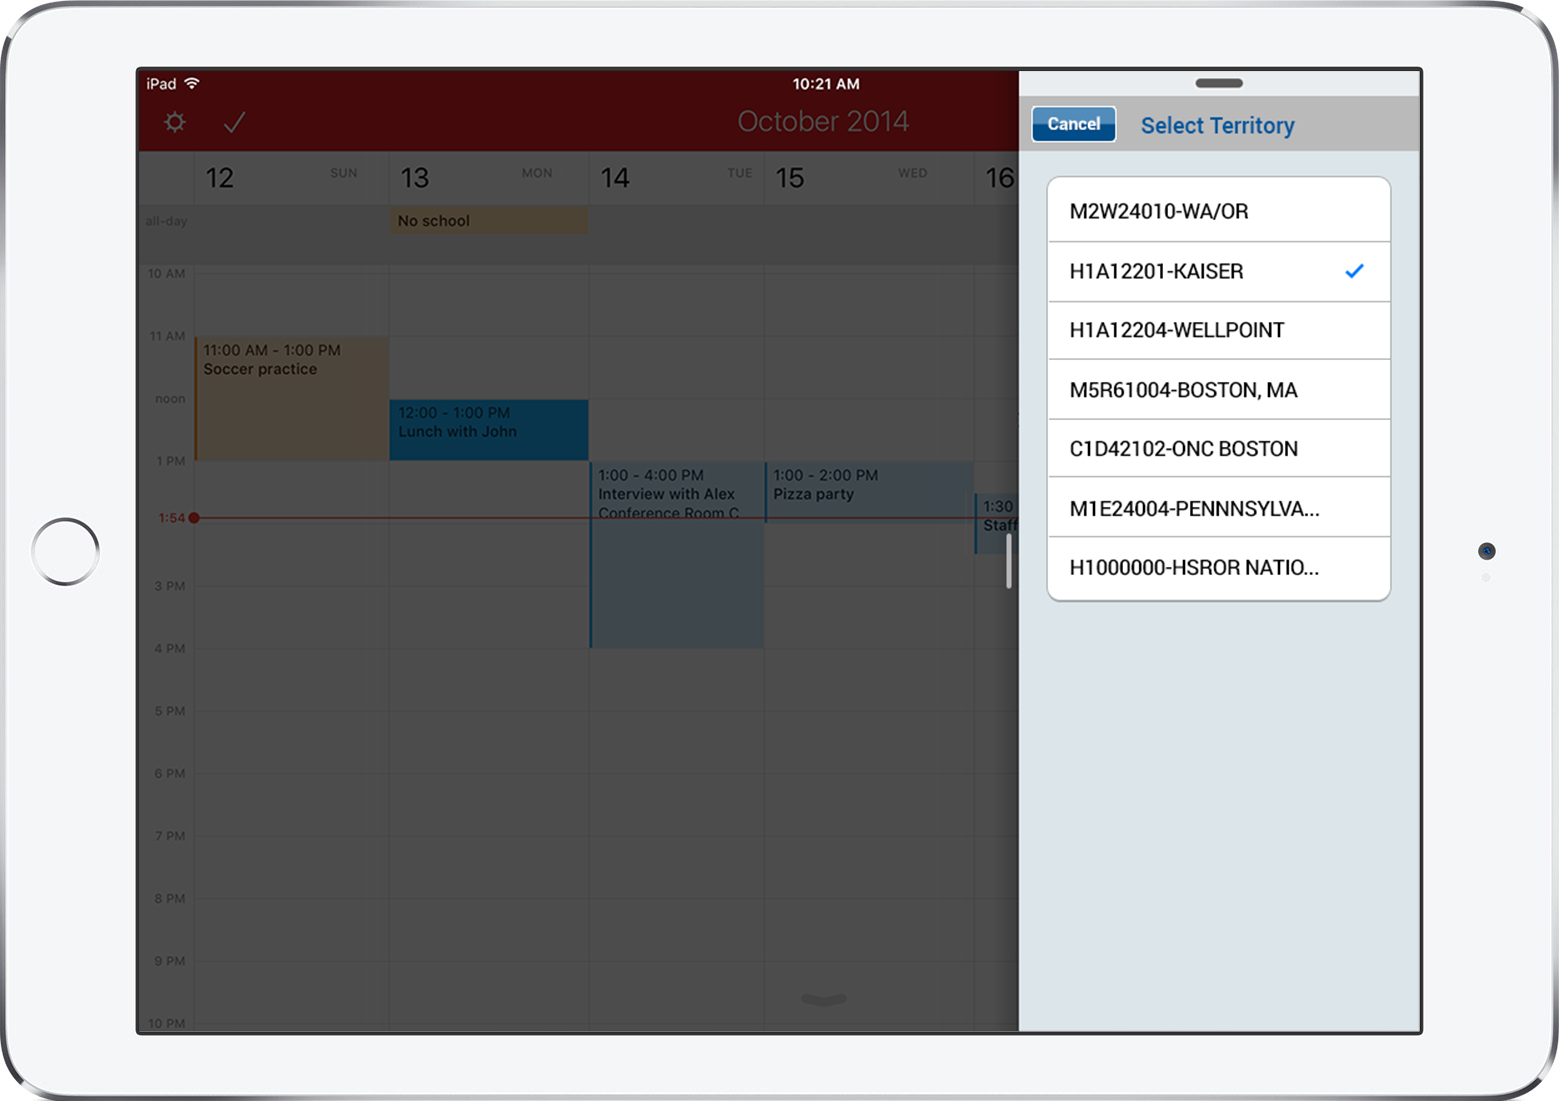 iPad
10:21 AM
October 2014
12 SUN
13 MON
14 TUE
15 WED
16
all-day
No school
10 AM
11 AM
11:00 AM - 1:00 PM
Soccer practice
noon
12:00 - 1:00 PM
Lunch with John
1 PM
1:00 - 4:00 PM
Interview with Alex
Conference Room C
1:00 - 2:00 PM
Pizza party
1:30
Staff
1:54
3 PM
4 PM
5 PM
6 PM
7 PM
8 PM
9 PM
10 PM
Cancel
Select Territory
M2W24010-WA/OR
H1A12201-KAISER
H1A12204-WELLPOINT
M5R61004-BOSTON, MA
C1D42102-ONC BOSTON
M1E24004-PENNNSYLVA...
H1000000-HSROR NATIO...